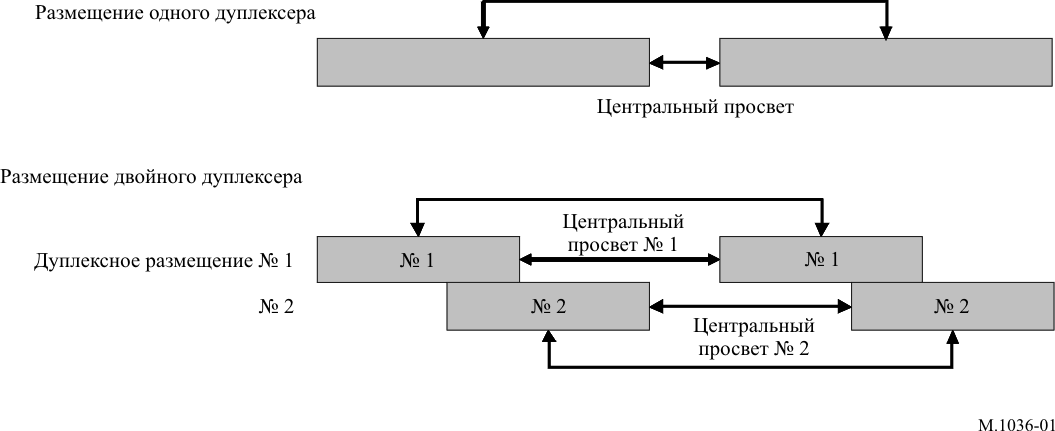 Размещение одного дуплексера
Центральный просвет
Размещение двойного дуплексера
Центральный
просвет № 1
Дуплексное размещение № 1
№ 1
№ 1
№ 2
№ 2
№ 2
Центральный
просвет № 2
M.1036-01